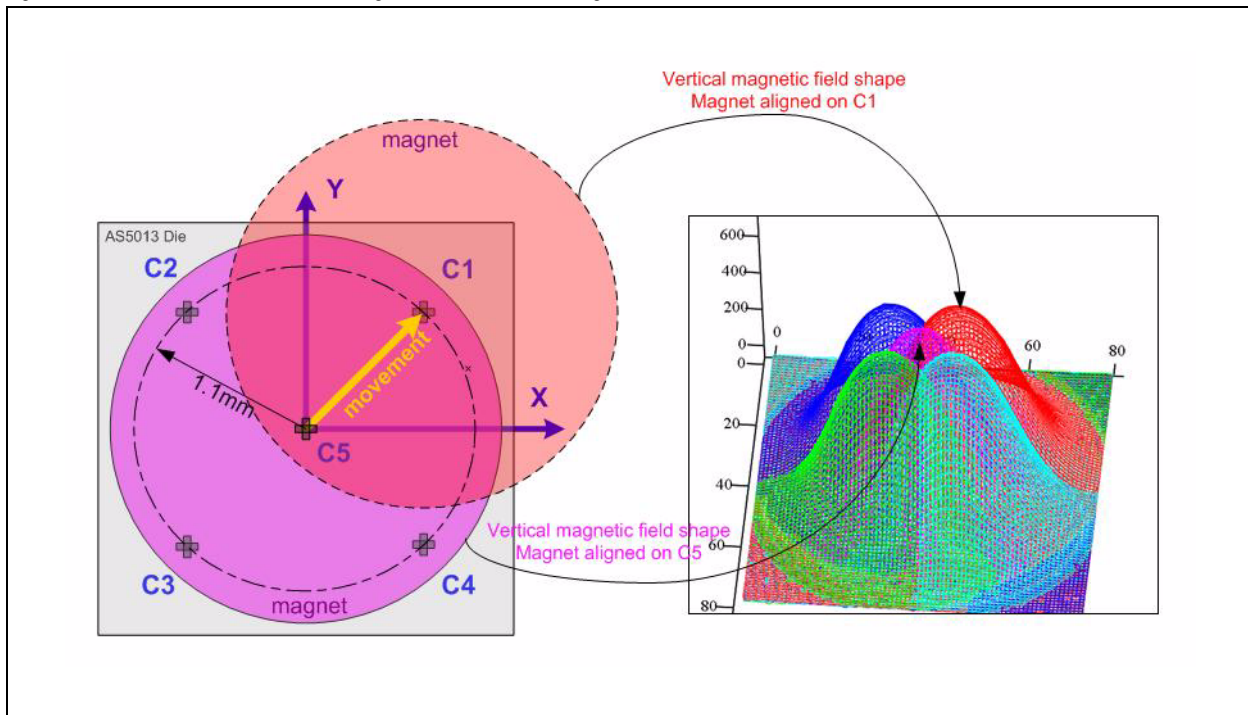 Vertical magnetic field shape
Magnet aligned on C1
magnet
Y
AS5013 Die
C2
C1
movement
1.1mm
X
C5
Vertical magnetic field shape
Magnet aligned on C5
C3
C4
magnet
600
400
200
0
0
0
60
80
20
40
60
80